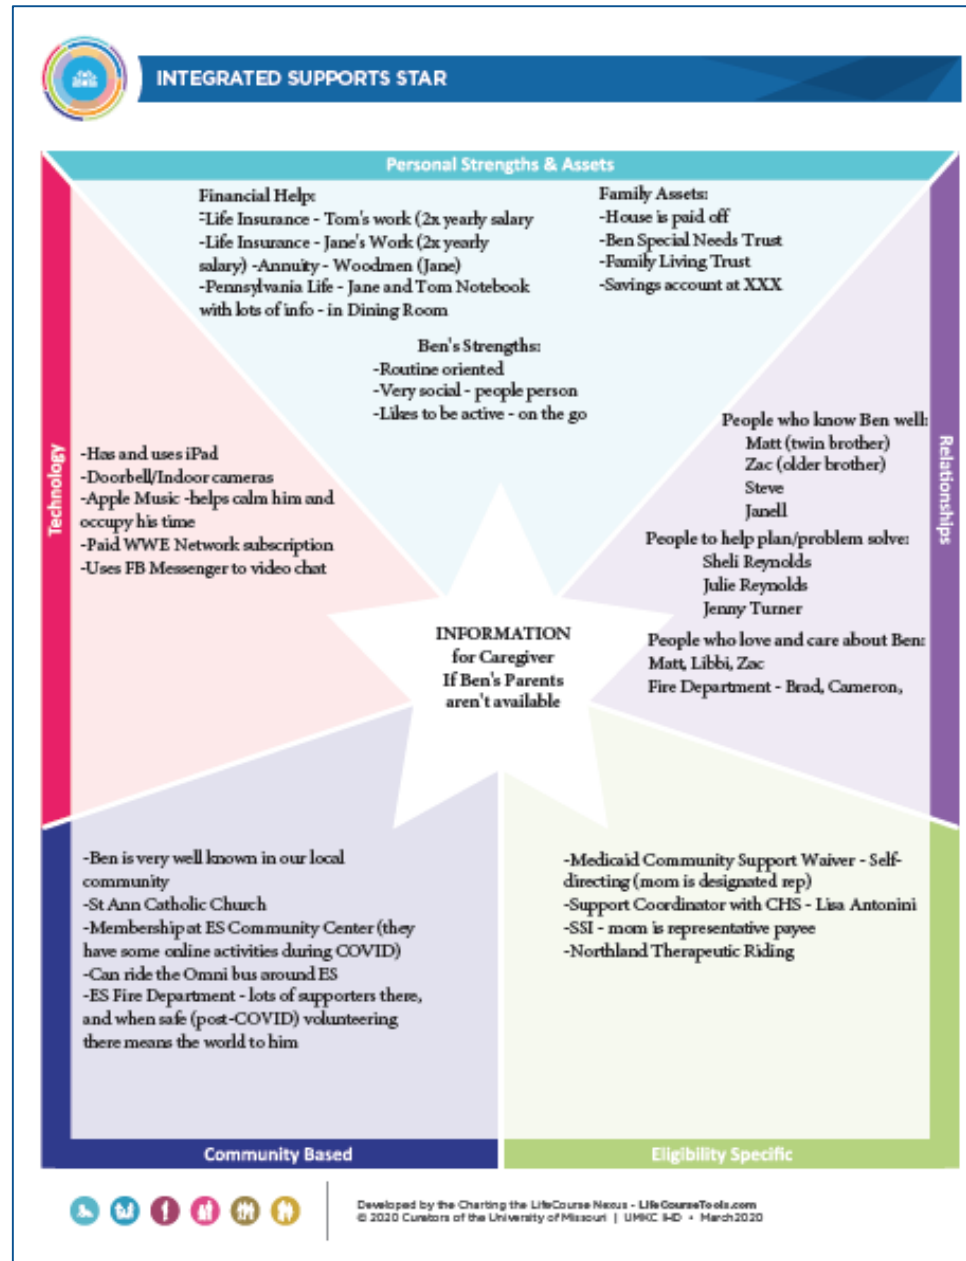 INTEGRATED SUPPORTS STAR
Personal Strengths & Assets
Financial Help:
-Life Insurance - Tom's work (2x yearly salary
-Life Insurance - Jane's Work (2x yearly
salary) -Annuity - Woodmen (Jane)
-Pennsylvania Life - Jane and Tom Notebook
with lots of info - in Dining Room
Family Assets:
-House is paid off
-Ben Special Needs Trust
-Family Living Trust
-Savings account at XXX
Ben's Strengths:
-Routine oriented
-Very social - people person
-Likes to be active - on the go
Technology
-Has and uses iPad
-Doorbell/Indoor cameras
-Apple Music -helps calm him and
occupy his time
-Paid WWE Network subscription
-Uses FB Messenger to video chat
Relationships
People who know Ben well:
Matt (twin brother)
Zac (older brother)
Steve
Janell
People to help plan/problem solve:
Sheli Reynolds
Julie Reynolds
Jenny Turner
People who love and care about Ben:
Matt, Libbi, Zac
Fire Department - Brad, Cameron,
INFORMATION
for Caregiver
If Ben's Parents
aren't available
-Ben is very well known in our local
community
-St Ann Catholic Church
-Membership at ES Community Center (they
have some online activities during COVID)
-Can ride the Omni bus around ES
-ES Fire Department - lots of supporters there,
and when safe (post-COVID) volunteering
there means the world to him
Community Based
-Medicaid Community Support Waiver - Self-
directing (mom is designated rep)
-Support Coordinator with CHS - Lisa Antonini
-SSI - mom is representative payee
-Northland Therapeutic Riding
Eligibility Specific
Developed by the Charting the LifeCourse Nexus - LifeCourseTools.com
© 2020 Curators of the University of Missouri | UMKC IHD • March2020